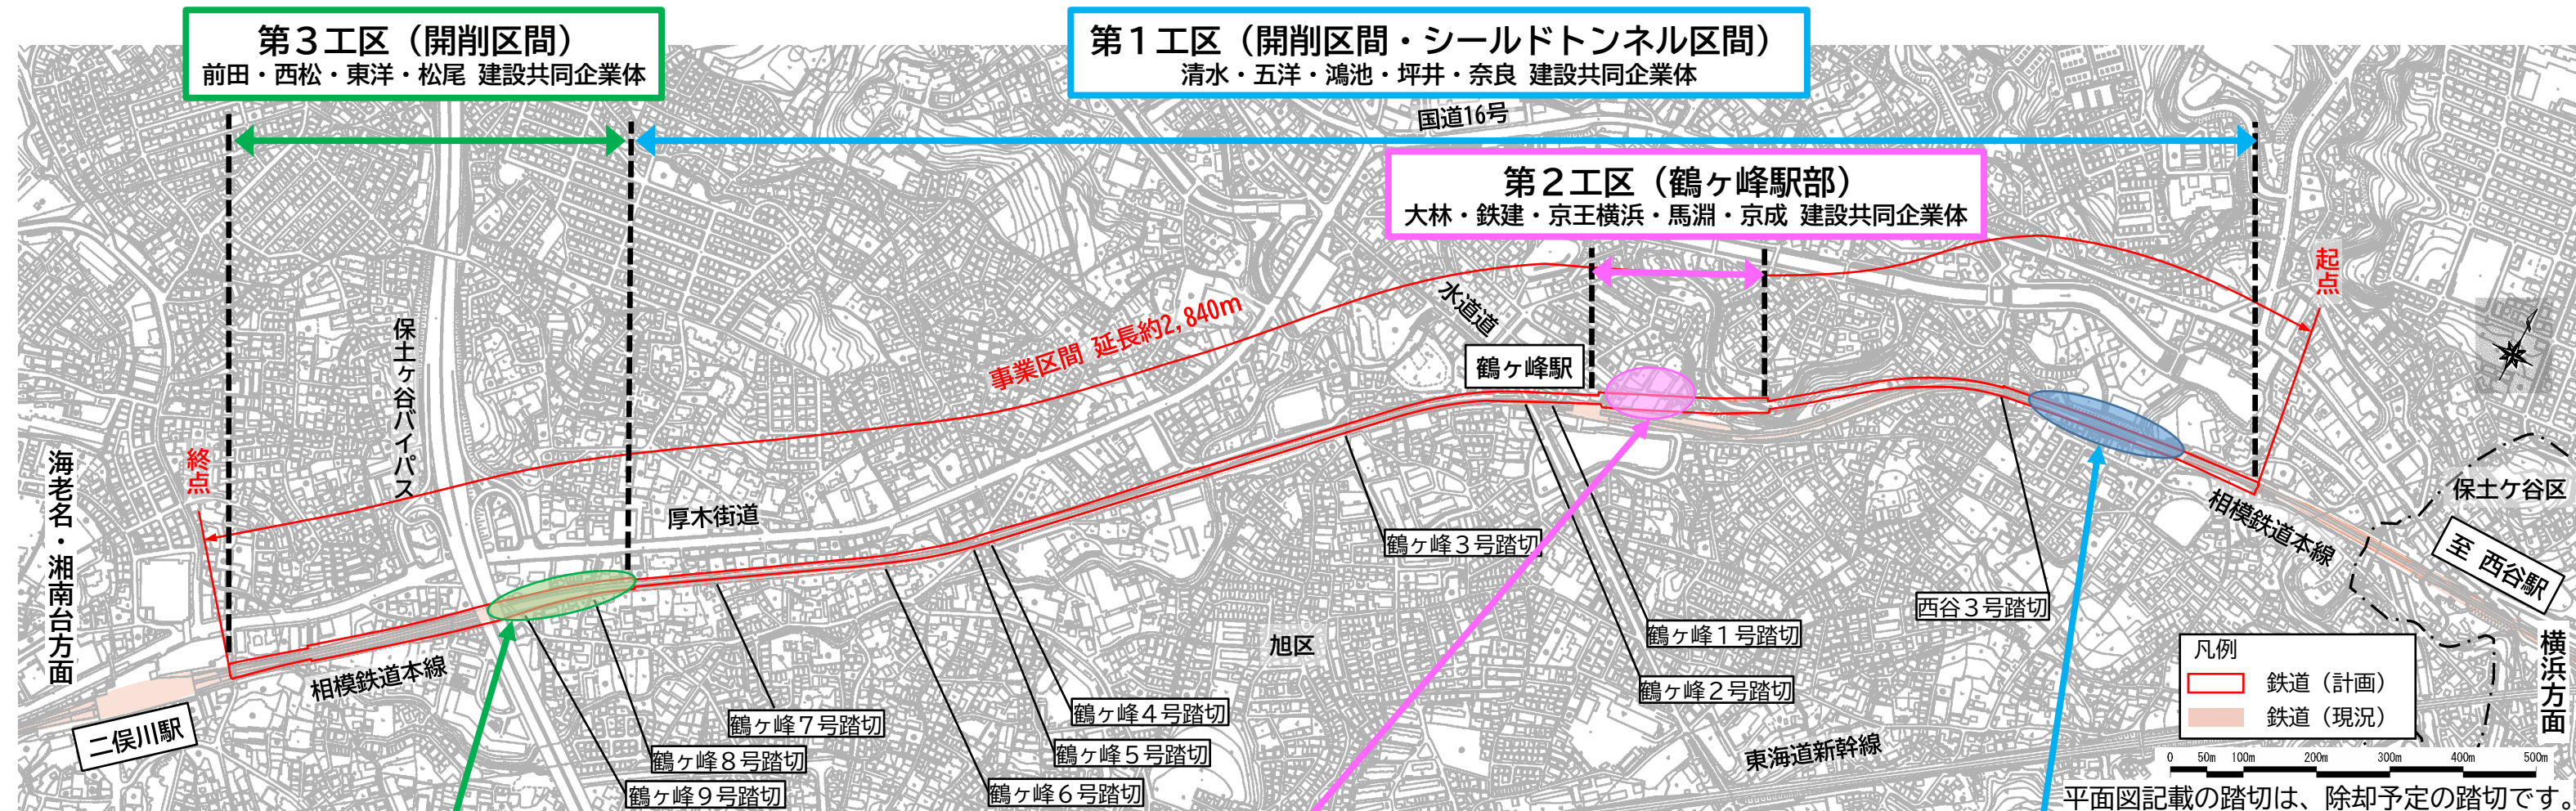 第3工区（開削区間）
前田・西松・東洋・松尾 建設共同企業体
第1工区（開削区間・シールドトンネル区間）
清水・五洋・鴻池・坪井・奈良 建設共同企業体
国道16号
第2工区（鶴ヶ峰駅部）
大林・鉄建・京王横浜・馬淵・京成 建設共同企業体
起点
水道道
事業区間 延長約2,840m
保土ヶ谷バイパス
鶴ヶ峰駅
終点
海老名・湘南台方面
厚木街道
保土ケ谷区
相模鉄道本線
至 西谷駅
鶴ヶ峰3号踏切
西谷3号踏切
鶴ヶ峰1号踏切
旭区
横浜方面
相模鉄道本線
鶴ヶ峰2号踏切
鶴ヶ峰4号踏切
鶴ヶ峰7号踏切
鶴ヶ峰5号踏切
二俣川駅
鶴ヶ峰8号踏切
鶴ヶ峰6号踏切
鶴ヶ峰9号踏切
東海道新幹線
凡例
鉄道（計画）
鉄道（現況）
0 50m 100m 200m 300m 400m 500m
平面図記載の踏切は、除却予定の踏切です